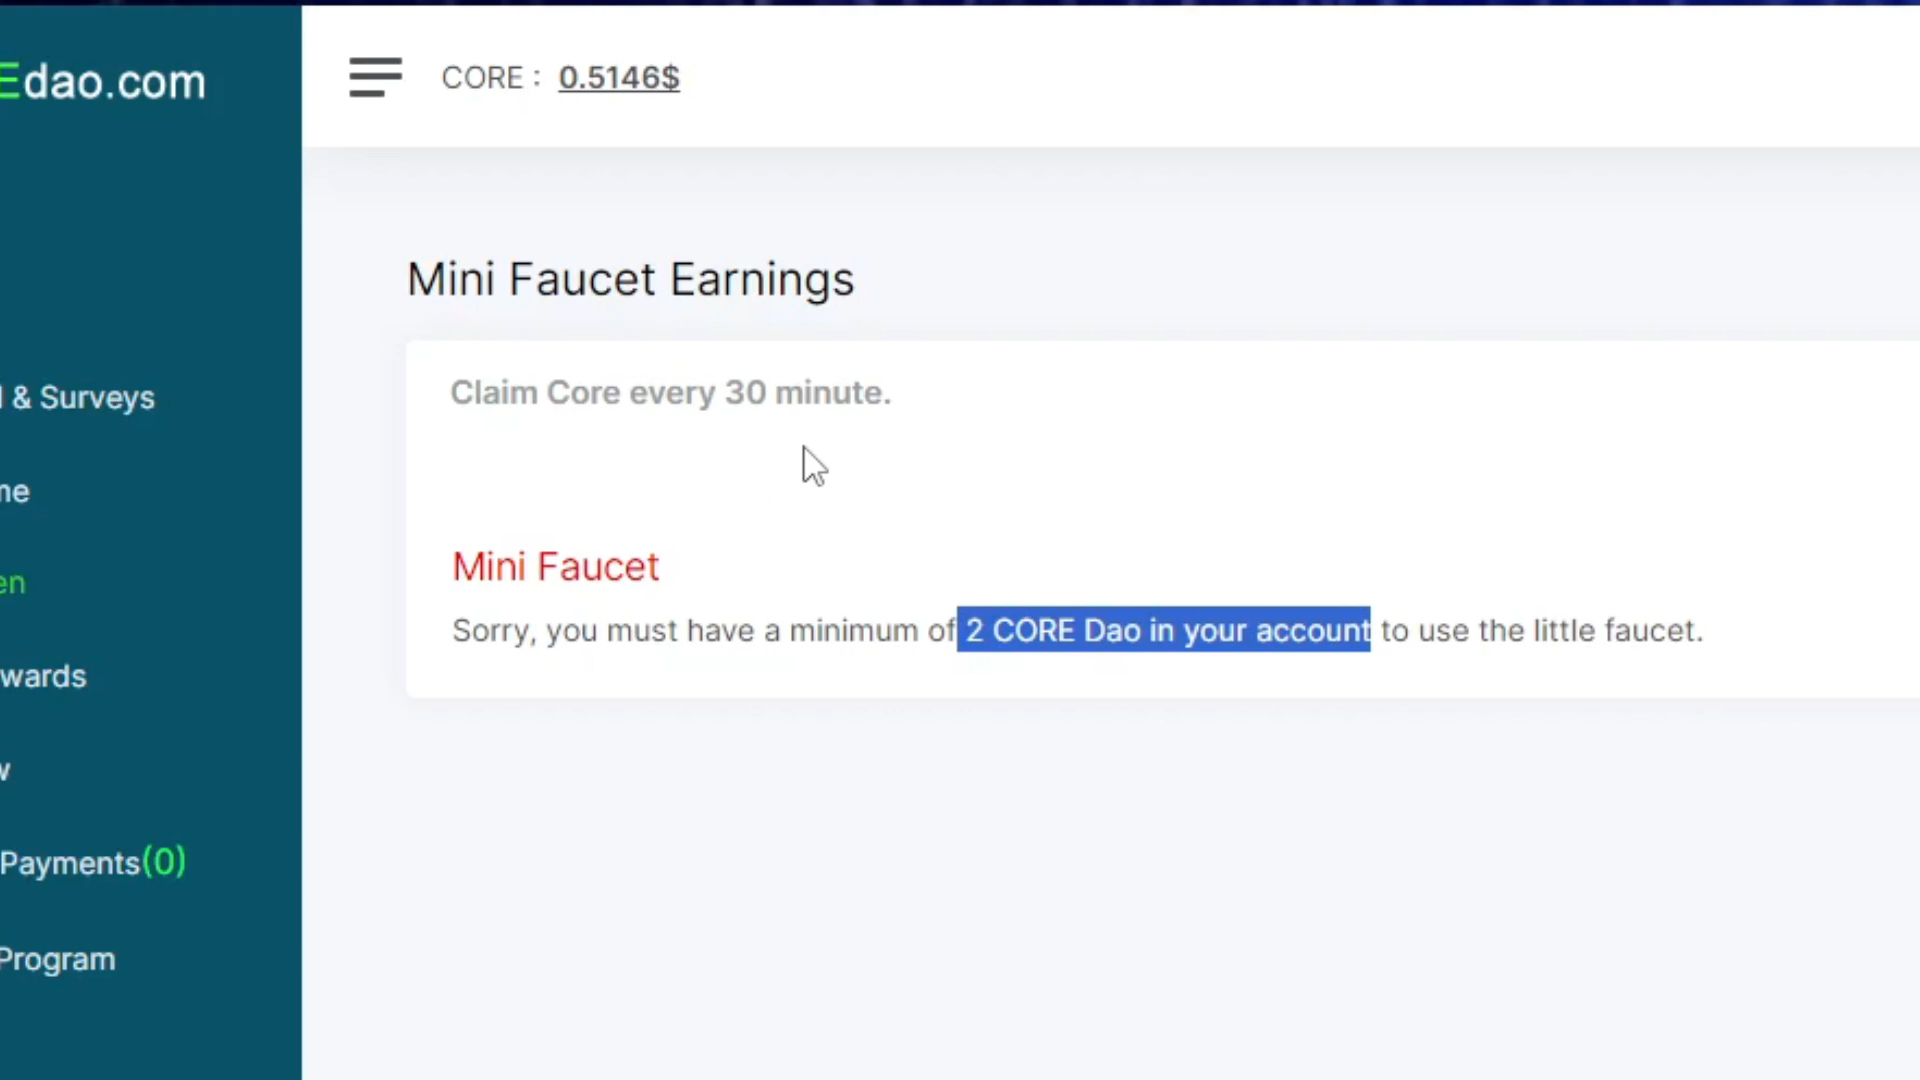 Edao.com
CORE : 0.5146$
Mini Faucet Earnings
Claim Core every 30 minute.
& Surveys
me
en
wards
w
Mini Faucet
Sorry, you must have a minimum of 2 CORE Dao in your account to use the little faucet.
Payments(0)
Program